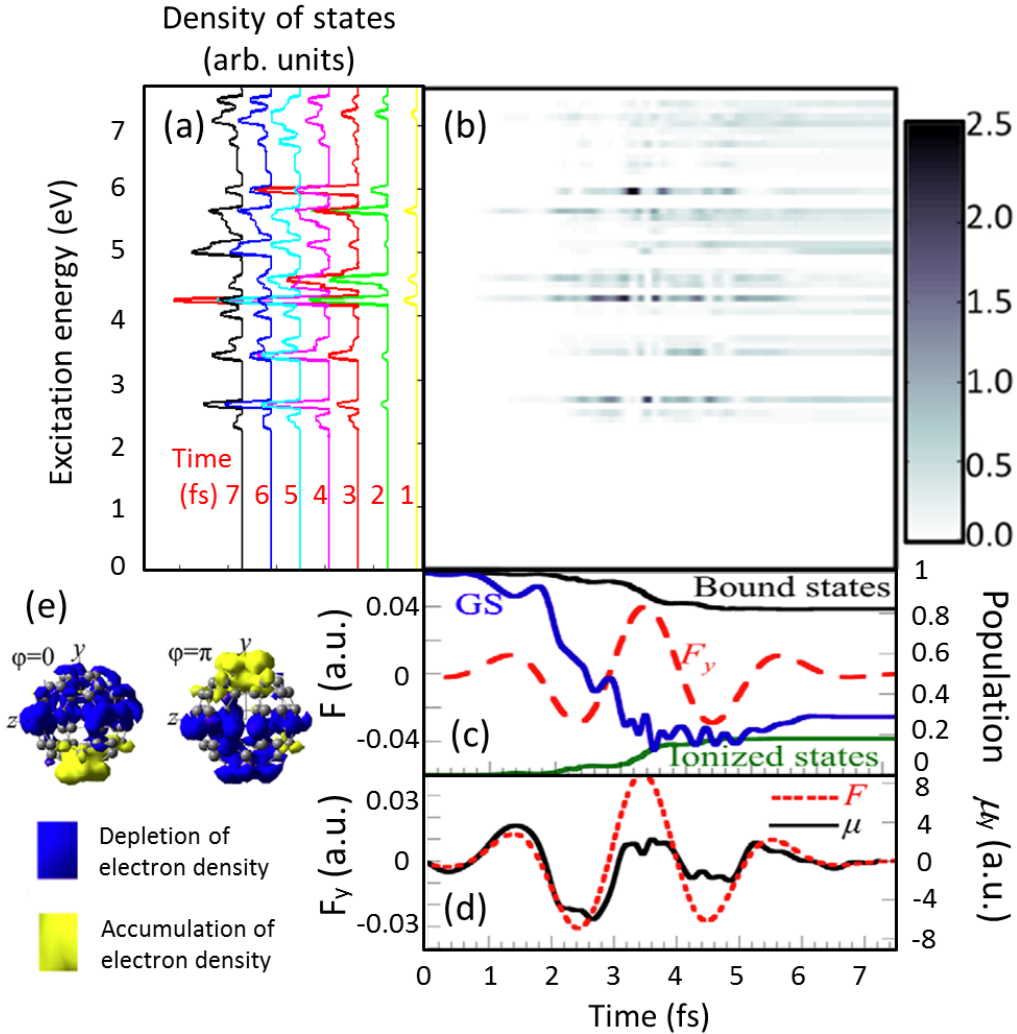 Density of states
(arb. units)
(a)
(b)
Excitation energy (eV)
7
6
5
4
3
2
1
0
Time
(fs) 7 6 5 4 3 2 1
2.5
2.0
1.5
1.0
0.5
0.0
(e)
φ=0
y
z
φ=π
y
z
Depletion of
electron density
Accumulation of
electron density
F (a.u.)
0.04
0
-0.04
GS
Bound states
F_y
(c)
Ionized states
1
0.8
0.6
0.4
0.2
0
Population
F_y (a.u.)
0.03
0
-0.03
(d)
F
μ
8
4
0
-4
-8
μ_y (a.u.)
0 1 2 3 4 5 6 7
Time (fs)